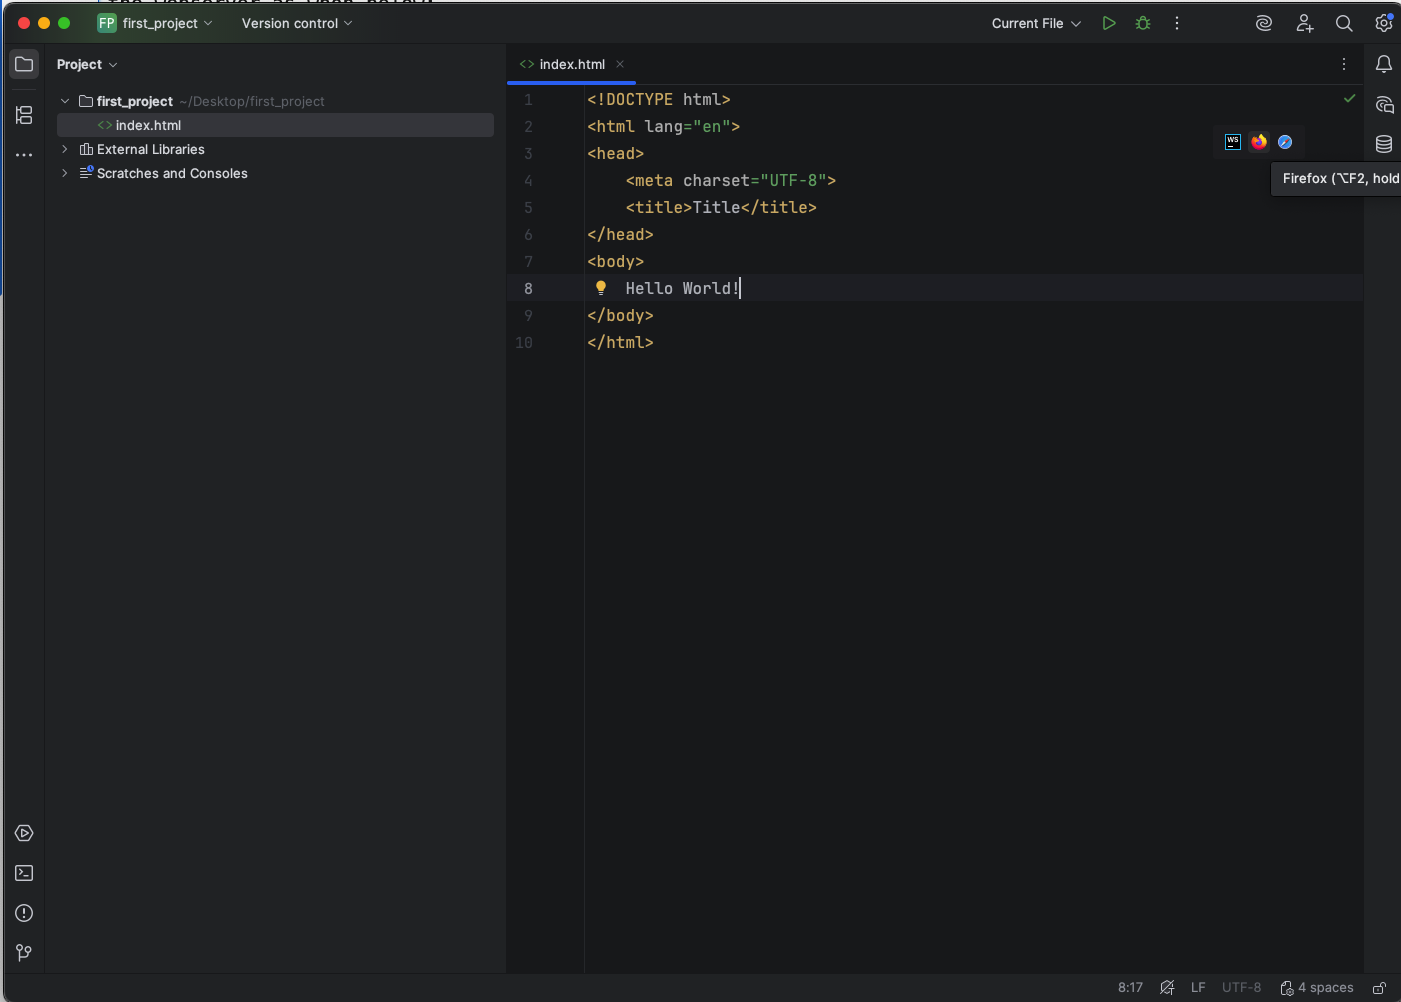 FP first_project
Version control
Current File
Project
index.html
first_project ~/Desktop/first_project
index.html
External Libraries
Scratches and Consoles
1 <!DOCTYPE html>
2 <html lang="en">
3 <head>
4 <meta charset="UTF-8">
5 <title>Title</title>
6 </head>
7 <body>
8 Hello World!
9 </body>
10 </html>
WS
Firefox (⌥F2, hold
8:17
LF
UTF-8
4 spaces